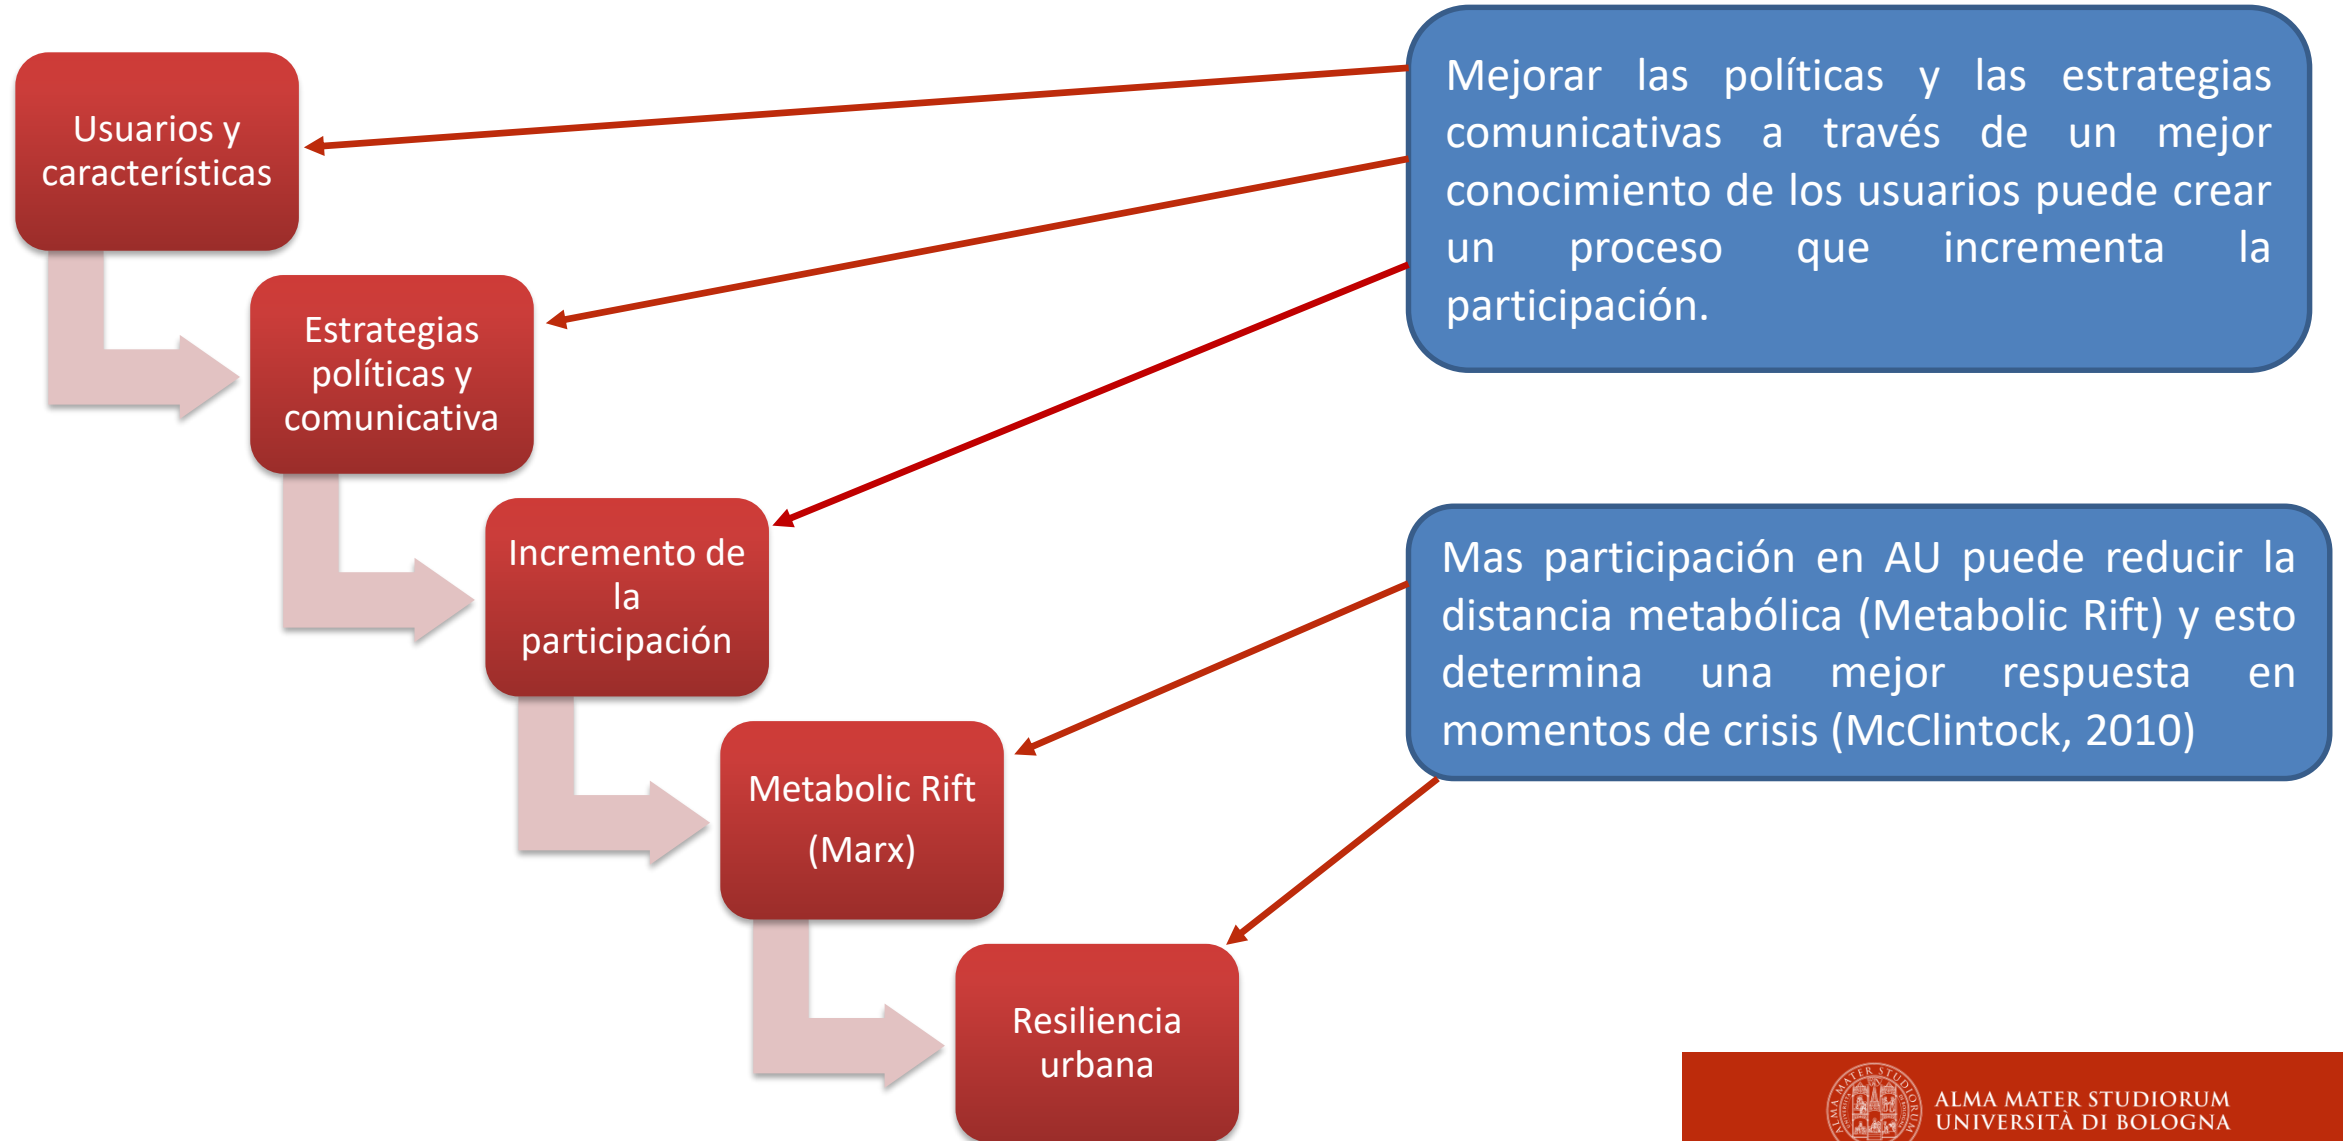 Usuarios y
características
Estrategias
políticas y
comunicativa
Incremento de
la
participación
Metabolic Rift
(Marx)
Resiliencia
urbana
Mejorar las políticas y las estrategias
comunicativas a través de un mejor
conocimiento de los usuarios puede crear
un proceso que incrementa la
participación.
Mas participación en AU puede reducir la
distancia metabólica (Metabolic Rift) y esto
determina una mejor respuesta en
momentos de crisis (McClintock, 2010)
ALMA MATER STUDIORUM
UNIVERSITÀ DI BOLOGNA